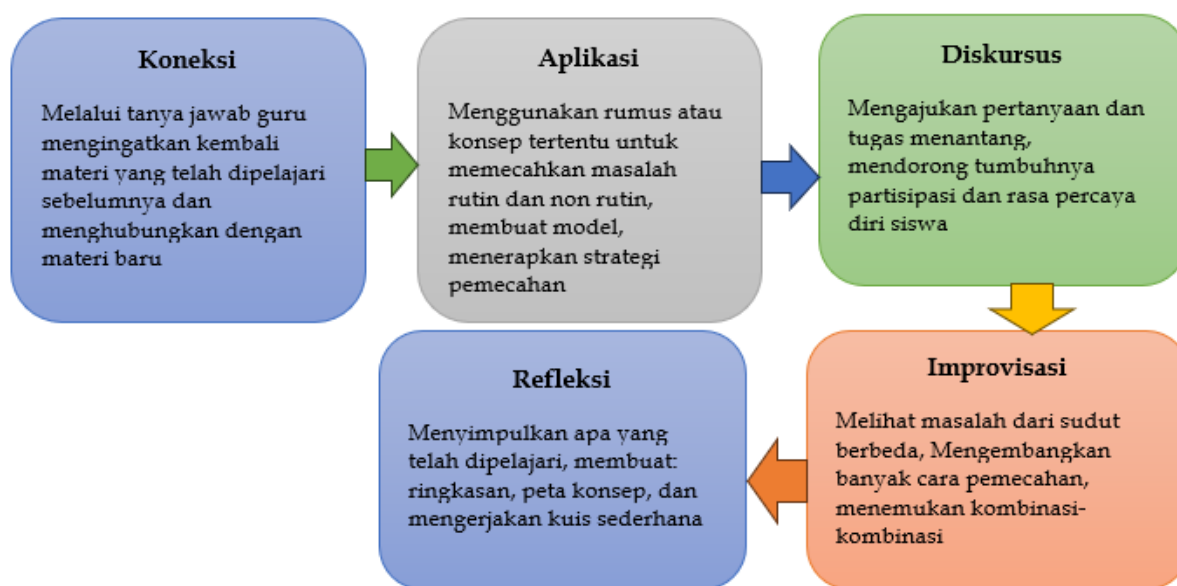 Koneksi
Melalui tanya jawab guru
mengingatkan kembali
materi yang telah dipelajari
sebelumnya dan
menghubungkan dengan
materi baru
Aplikasi
Menggunakan rumus atau
konsep tertentu untuk
memecahkan masalah
rutin dan non rutin,
membuat model,
menerapkan strategi
pemecahan
Diskursus
Mengajukan pertanyaan dan
tugas menantang,
mendorong tumbuhnya
partisipasi dan rasa percaya
diri siswa
Improvisasi
Melihat masalah dari sudut
berbeda, Mengembangkan
banyak cara pemecahan,
menemukan kombinasi-
kombinasi
Refleksi
Menyimpulkan apa yang
telah dipelajari, membuat:
ringkasan, peta konsep, dan
mengerjakan kuis sederhana